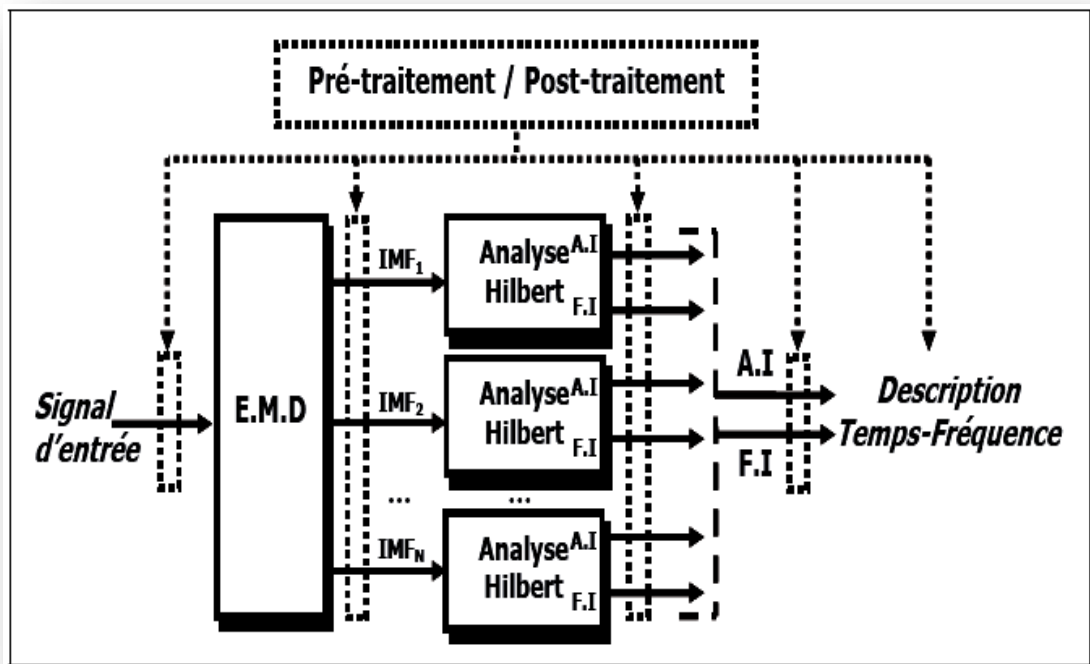 Pré-traitement / Post-traitement
Signal
d'entrée
E.M.D
IMF1
IMF2
...
IMFN
Analyse
Hilbert
A.I
F.I
Analyse
Hilbert
A.I
F.I
...
Analyse
Hilbert
A.I
F.I
A.I
F.I
Description
Temps-Fréquence